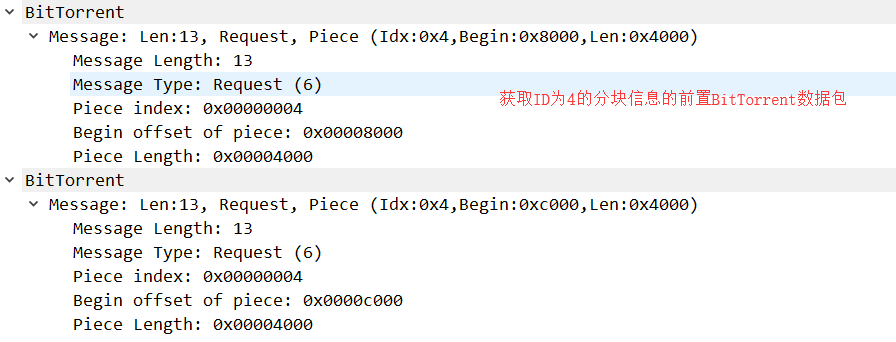 BitTorrent
Message: Len:13, Request, Piece (Idx:0x4,Begin:0x8000,Len:0x4000)
Message Length: 13
Message Type: Request (6)
获取ID为4的分块信息的前置BitTorrent数据包
Piece index: 0x00000004
Begin offset of piece: 0x00008000
Piece Length: 0x00004000
BitTorrent
Message: Len:13, Request, Piece (Idx:0x4,Begin:0xc000,Len:0x4000)
Message Length: 13
Message Type: Request (6)
Piece index: 0x00000004
Begin offset of piece: 0x0000c000
Piece Length: 0x00004000